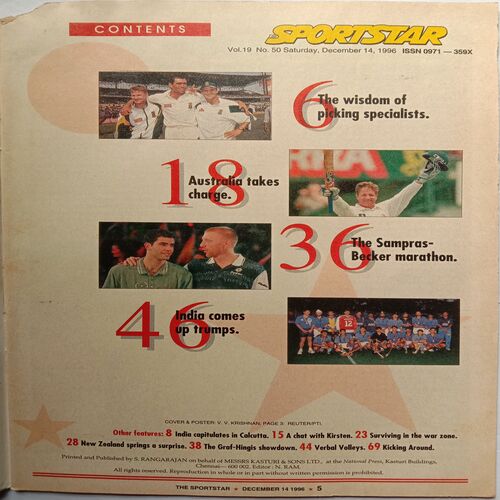 CONTENTS
THE SPORTSTAR
Vol.19 No. 50 Saturday, December 14, 1996 ISSN 0971 — 359X
6
The wisdom of
picking specialists.
18
Australia takes
charge.
36
The Sampras-
Becker marathon.
46
India comes
up trumps.
12
COVER & POSTER: V. V. KRISHNAN, PAGE 3: REUTER/PTI.
Other features: 8 India capitulates in Calcutta. 15 A chat with Kirsten. 23 Surviving in the war zone.
28 New Zealand springs a surprise. 38 The Graf-Hingis showdown. 44 Verbal Volleys. 69 Kicking Around.
Printed and Published by S. RANGARAJAN on behalf of MESSRS KASTURI & SONS LTD., at the National Press, Kasturi Buildings,
Chennai— 600 002. Editor : N. RAM.
All rights reserved. Reproduction in whole or in part without written permission is prohibited.
THE SPORTSTAR ★ DECEMBER 14 1996 ★ 5